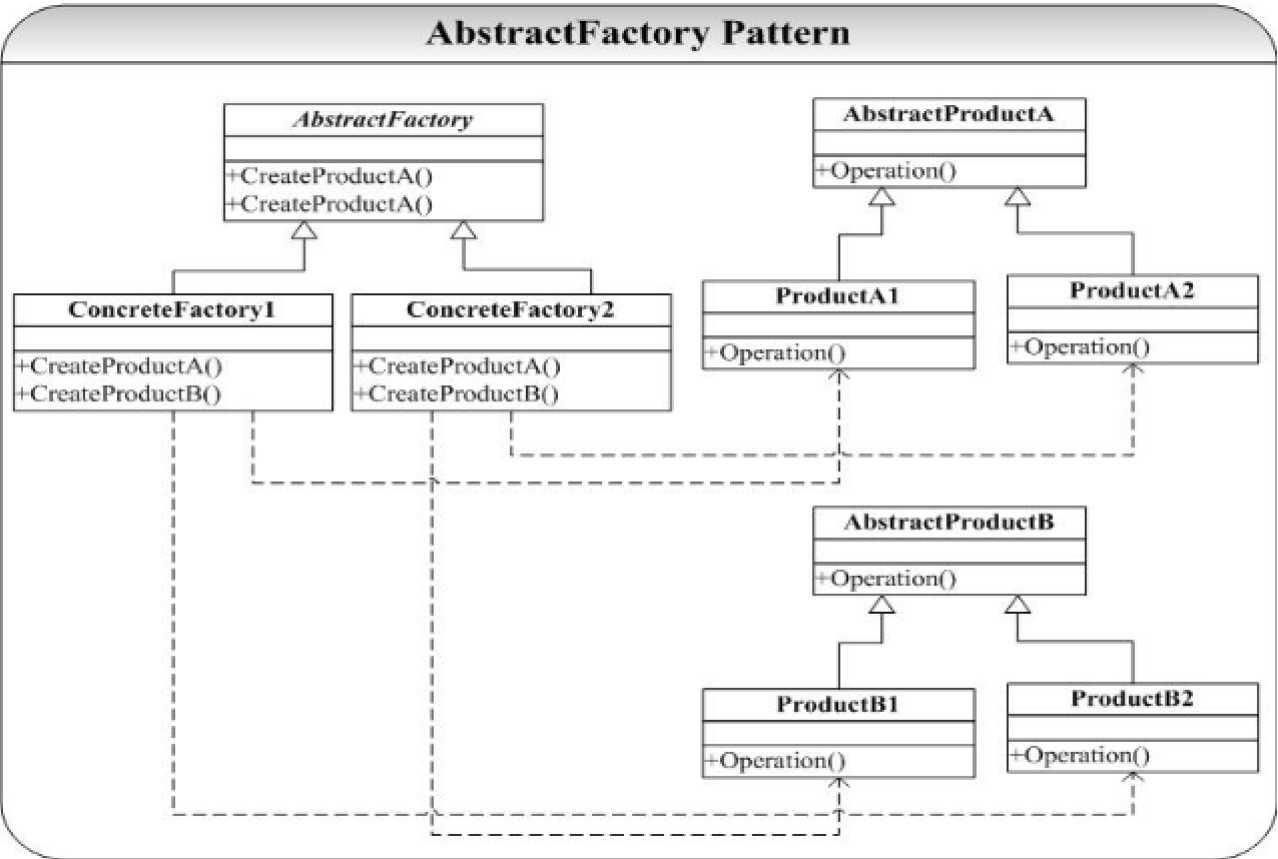 AbstractFactory Pattern
AbstractFactory
+CreateProductA()
+CreateProductA()
ConcreteFactory1
+CreateProductA()
+CreateProductB()
ConcreteFactory2
+CreateProductA()
+CreateProductB()
AbstractProductA
+Operation()
ProductA1
+Operation()
ProductA2
+Operation()
AbstractProductB
+Operation()
ProductB1
+Operation()
ProductB2
+Operation()